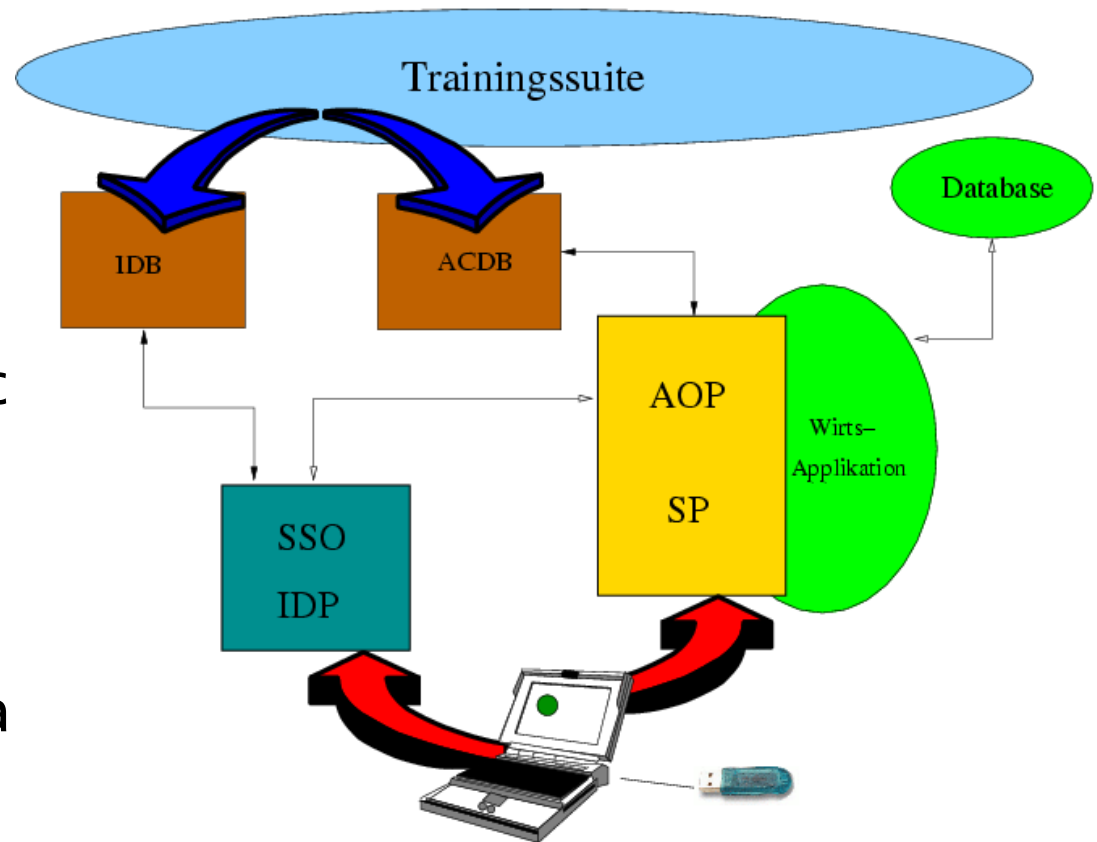 Trainingssuite
Database
IDB
ACDB
c
AOP
Wirts–
Applikation
SP
SSO
IDP
a